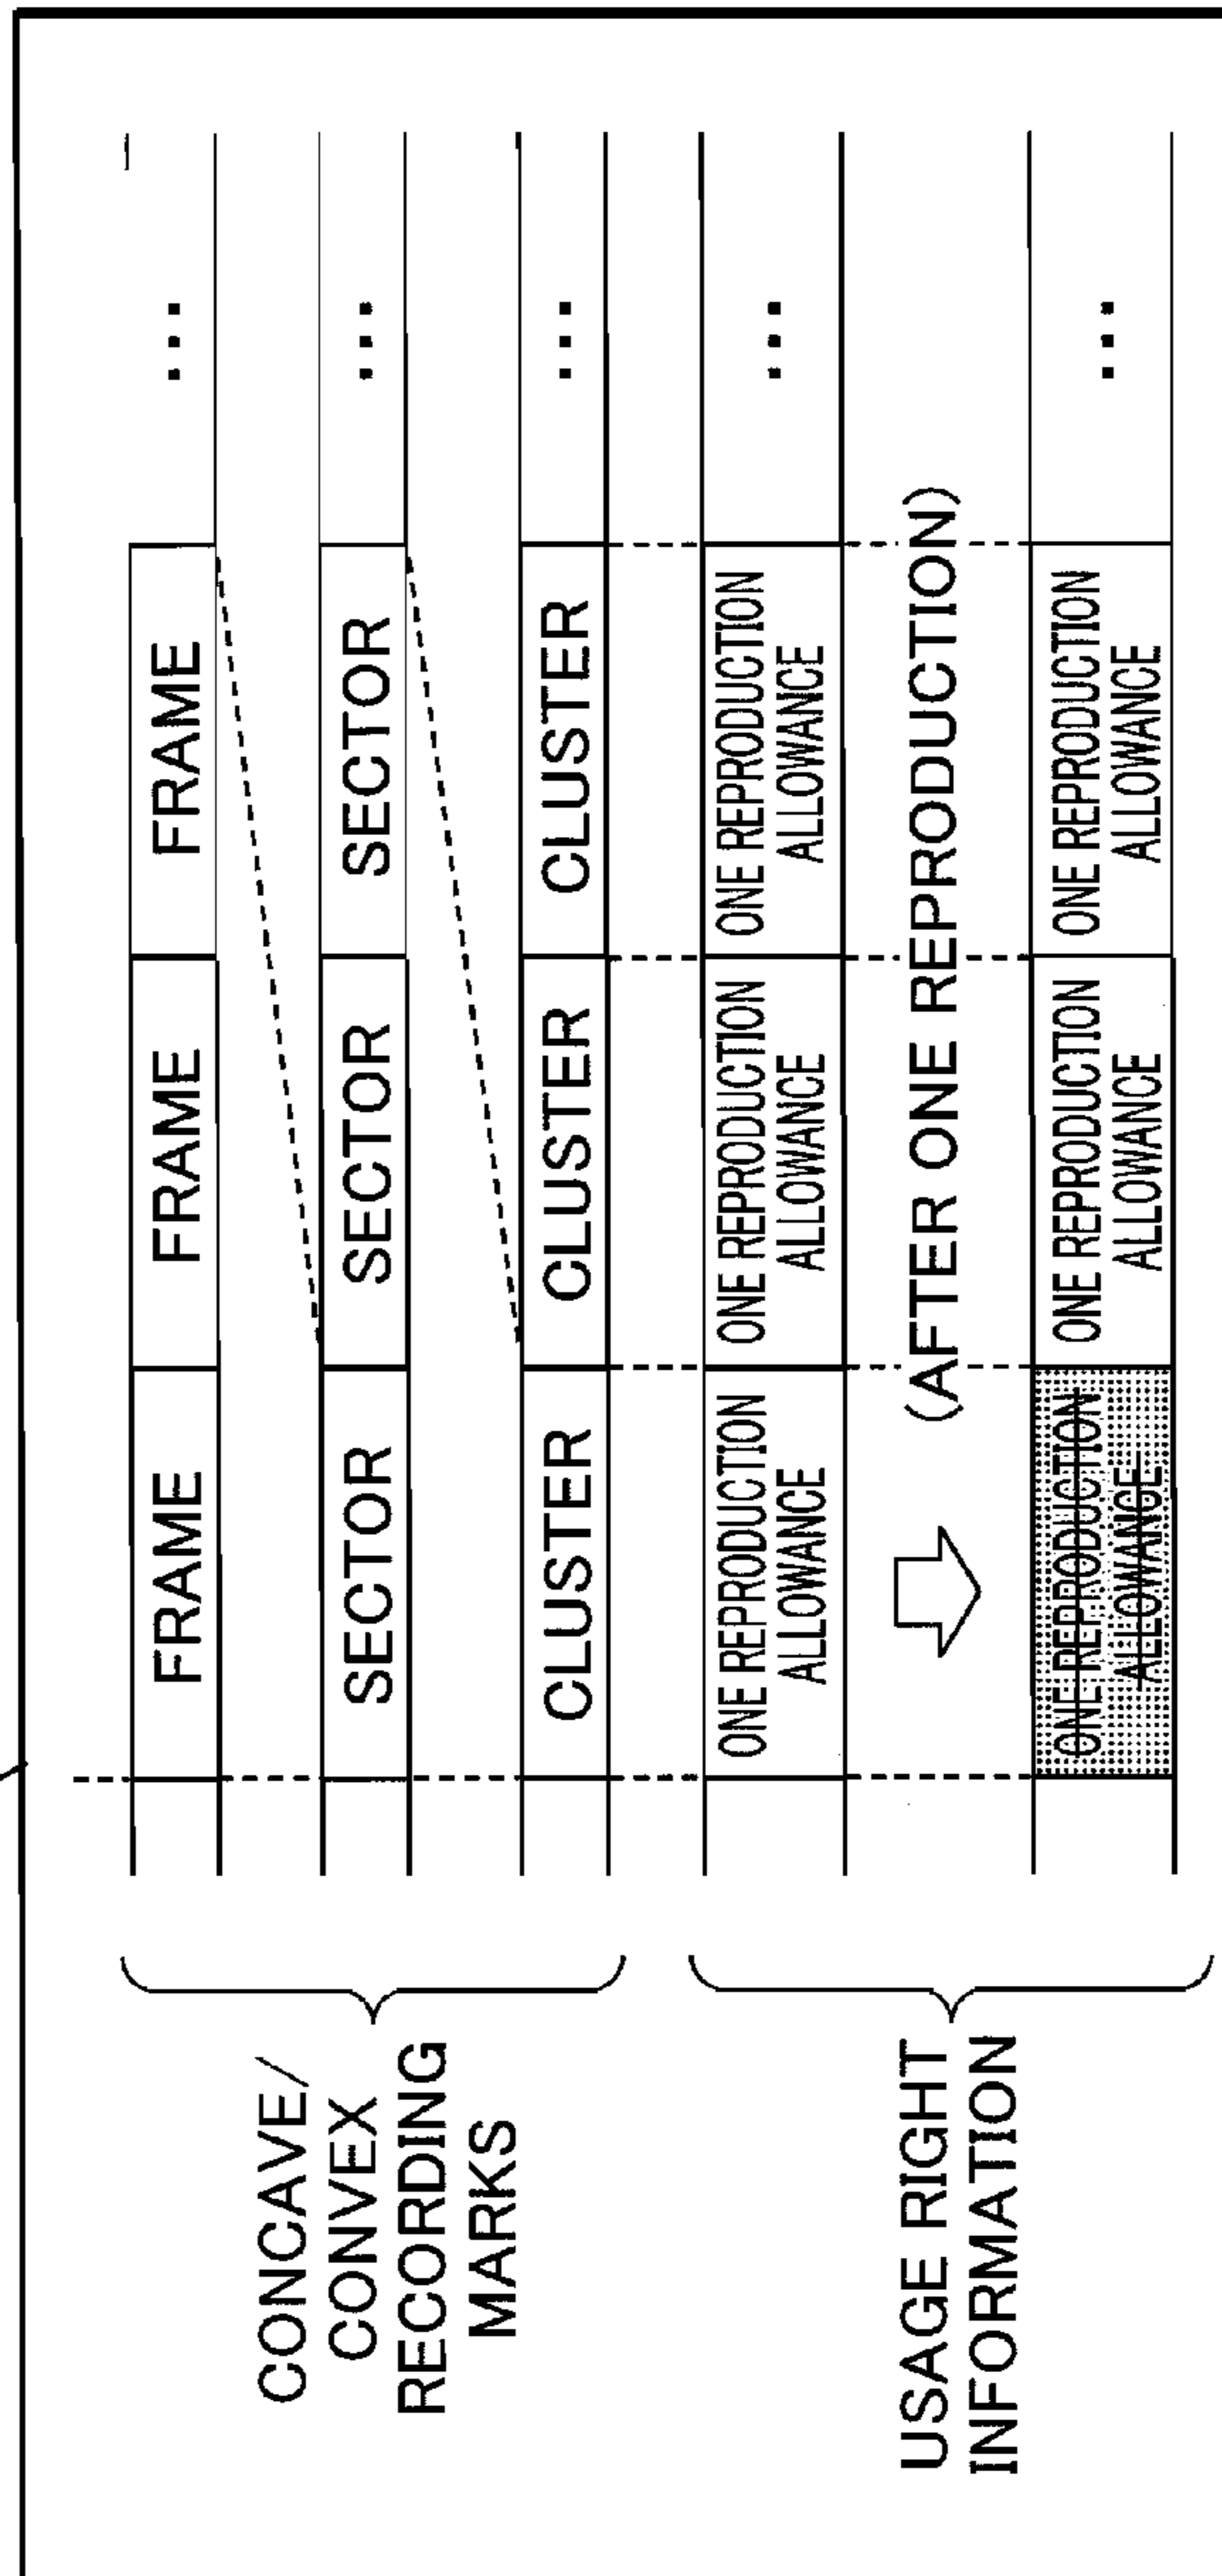 CONCAVE/
CONVEX
RECORDING
MARKS
FRAME FRAME FRAME ...
SECTOR SECTOR SECTOR ...
CLUSTER CLUSTER CLUSTER ...
USAGE RIGHT
INFORMATION
ONE REPRODUCTION ONE REPRODUCTION ONE REPRODUCTION ...
ALLOWANCE ALLOWANCE ALLOWANCE
(AFTER ONE REPRODUCTION)
ONE REPRODUCTION ONE REPRODUCTION ONE REPRODUCTION ...
ALLOWANCE ALLOWANCE ALLOWANCE